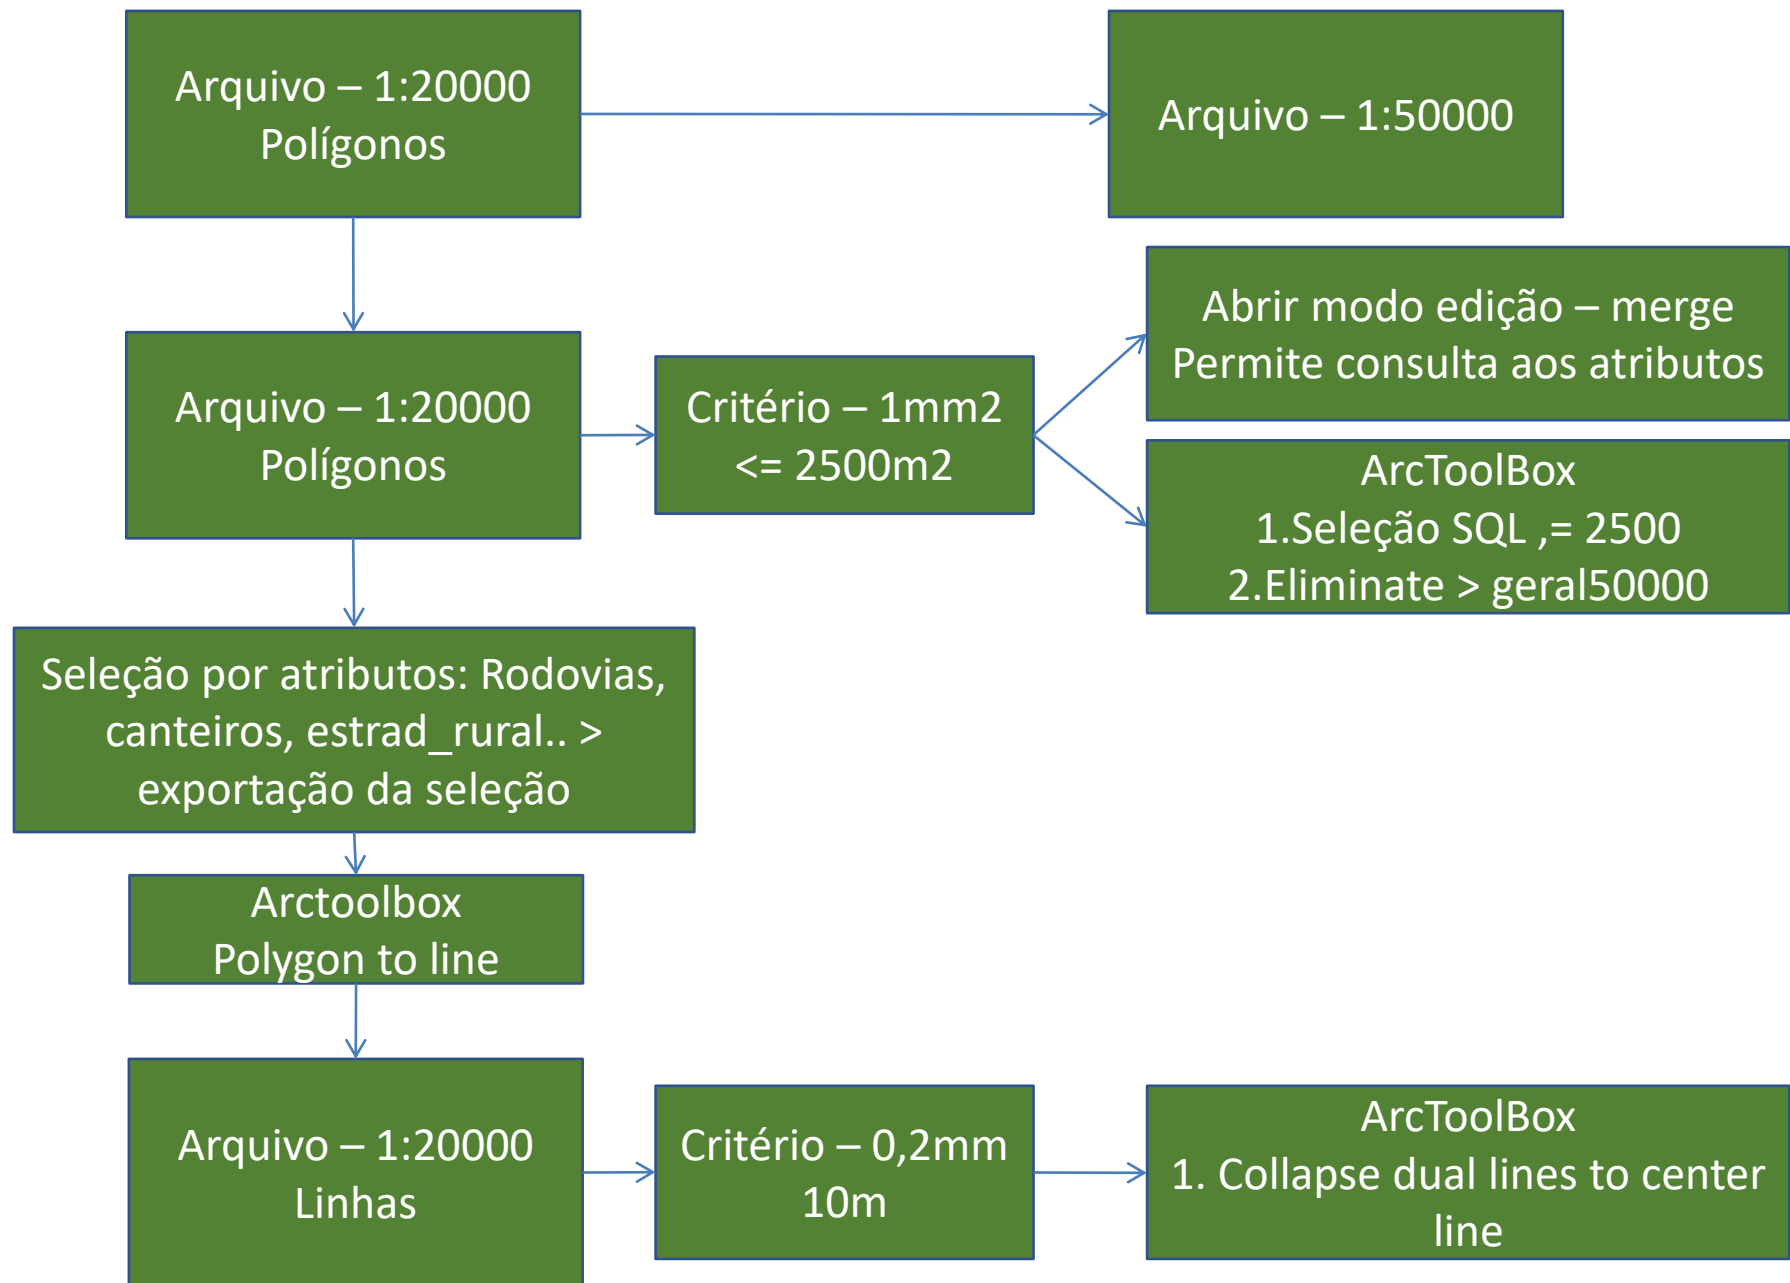 Arquivo – 1:20000
Polígonos
Arquivo – 1:50000
Abrir modo edição – merge
Permite consulta aos atributos
Arquivo – 1:20000
Polígonos
Critério – 1mm2
<= 2500m2
ArcToolBox
1.Seleção SQL ,= 2500
2.Eliminate > geral50000
Seleção por atributos: Rodovias,
canteiros, estrad_rural.. >
exportação da seleção
Arctoolbox
Polygon to line
Arquivo – 1:20000
Linhas
Critério – 0,2mm
10m
ArcToolBox
1. Collapse dual lines to center
line